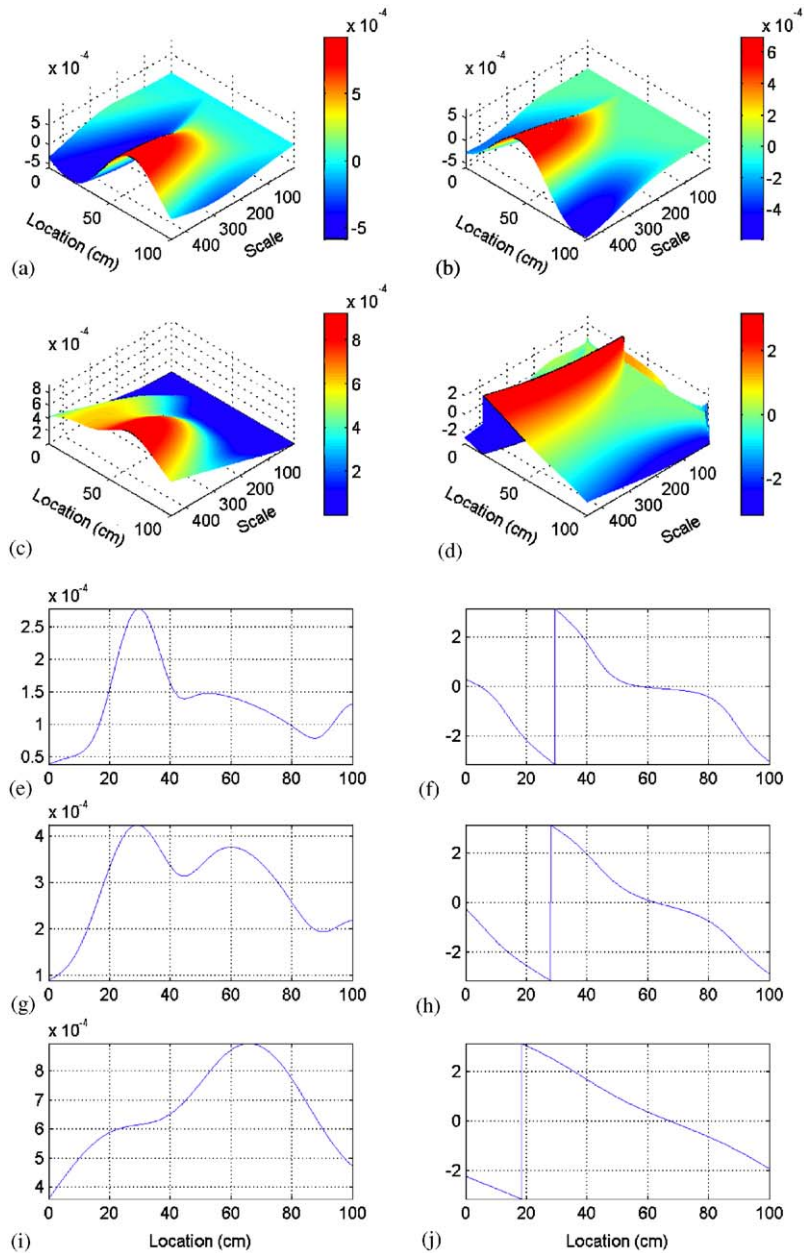 x 10⁻⁴
x 10⁻⁴
5
0
-5
0
50
100
Location (cm)
400
300
200
100
Scale
5
0
-5
(a)
x 10⁻⁴
x 10⁻⁴
5
0
-5
0
50
100
Location (cm)
400
300
200
100
Scale
6
4
2
0
-2
-4
(b)
x 10⁻⁴
x 10⁻⁴
8
6
4
2
0
50
100
Location (cm)
400
300
200
100
Scale
8
6
4
2
(c)
2
0
-2
0
50
100
Location (cm)
400
300
200
100
Scale
2
0
-2
(d)
x 10⁻⁴
2.5
2
1.5
1
0.5
0 20 40 60 80 100
(e)
2
0
-2
0 20 40 60 80 100
(f)
x 10⁻⁴
4
3
2
1
0 20 40 60 80 100
(g)
2
0
-2
0 20 40 60 80 100
(h)
x 10⁻⁴
8
7
6
5
4
0 20 40 60 80 100
(i) Location (cm)
2
0
-2
0 20 40 60 80 100
(j) Location (cm)